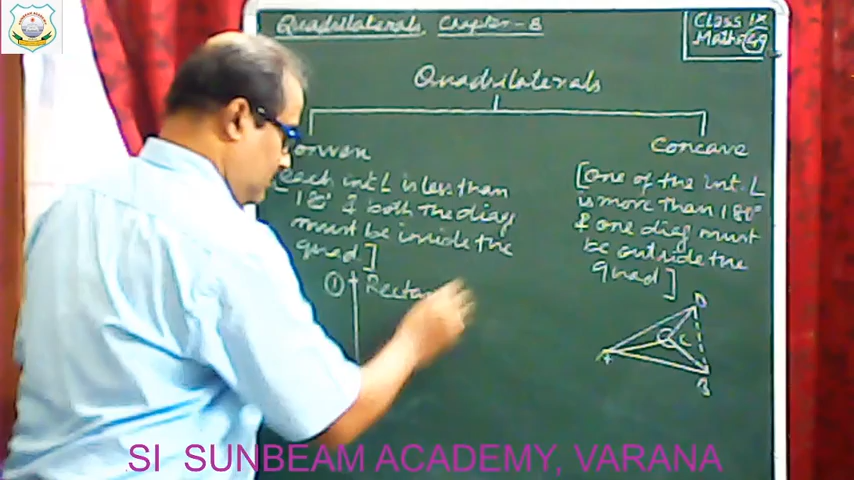 Quadrilaterals, Chapter-8
Class IX
Maths
Quadrilaterals
onvex
Concave
[each int. ∠ is less than
180° & both the diag
must be inside the
quad]
① Rectan
[One of the int. ∠
is more than 180°
& one diag must
be outside the
quad]
D
C
A
B
SI SUNBEAM ACADEMY, VARANA